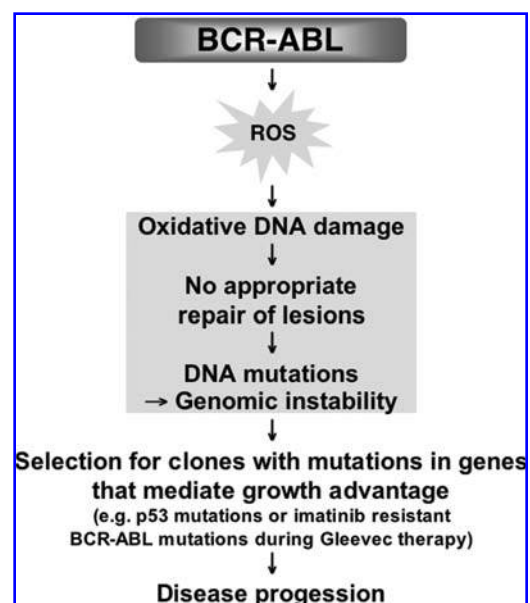 BCR-ABL
↓
ROS
↓
Oxidative DNA damage
↓
No appropriate
repair of lesions
↓
DNA mutations
→ Genomic instability
↓
Selection for clones with mutations in genes
that mediate growth advantage
(e.g. p53 mutations or imatinib resistant
BCR-ABL mutations during Gleevec therapy)
↓
Disease progession